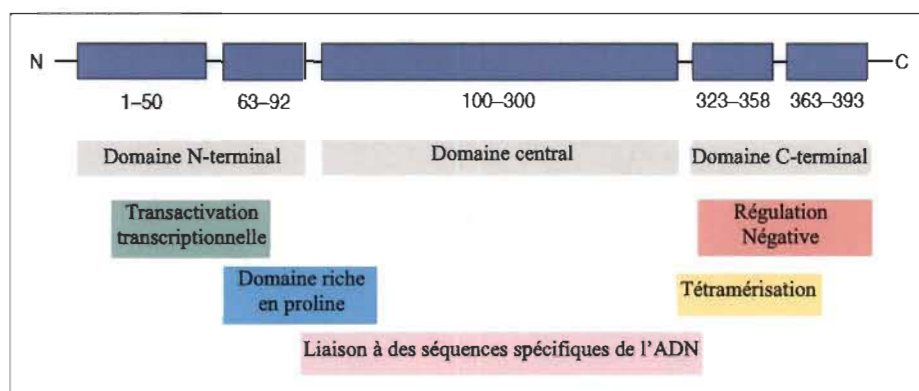 N
C
1–50
63–92
100–300
323–358
363–393
Domaine N-terminal
Domaine central
Domaine C-terminal
Transactivation
transcriptionnelle
Régulation
Négative
Domaine riche
en proline
Tétramérisation
Liaison à des séquences spécifiques de l'ADN